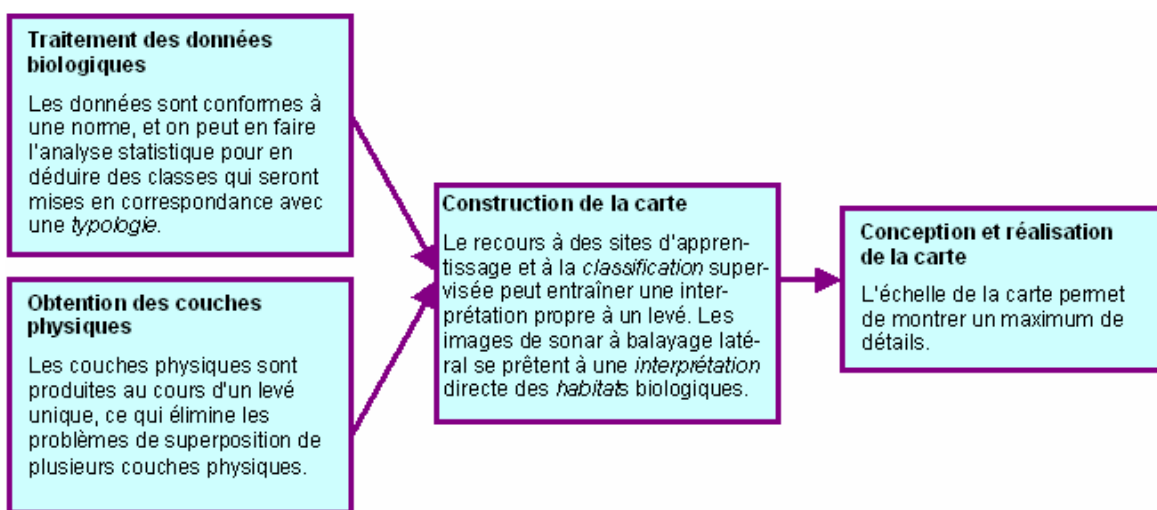 Traitement des données
biologiques
Les données sont conformes à
une norme, et on peut en faire
l'analyse statistique pour en
déduire des classes qui seront
mises en correspondance avec
une typologie.
Obtention des couches
physiques
Les couches physiques sont
produites au cours d'un levé
unique, ce qui élimine les
problèmes de superposition de
plusieurs couches physiques.
Construction de la carte
Le recours à des sites d'appren-
tissage et à la classification super-
visée peut entraîner une inter-
prétation propre à un levé. Les
images de sonar à balayage laté-
ral se prêtent à une interprétation
directe des habitats biologiques.
Conception et réalisation
de la carte
L'échelle de la carte permet
de montrer un maximum de
détails.